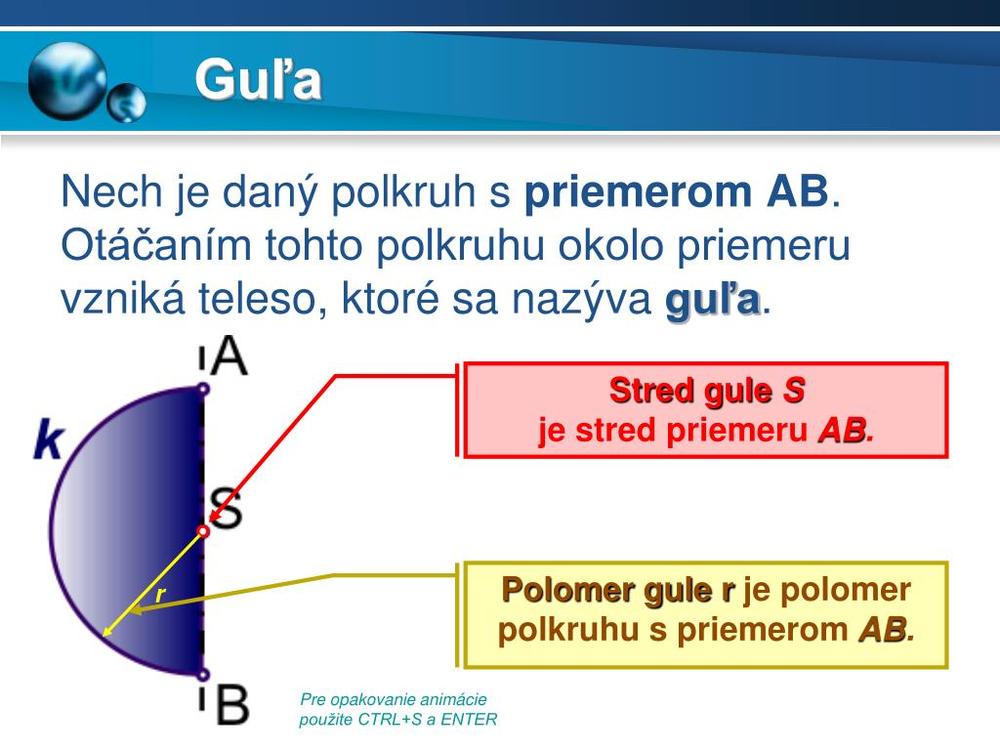 Guľa
Nech je daný polkruh s priemerom AB.
Otáčaním tohto polkruhu okolo priemeru
vzniká teleso, ktoré sa nazýva guľa.
A
k
S
r
B
Stred gule S
je stred priemeru AB.
Polomer gule r je polomer
polkruhu s priemerom AB.
Pre opakovanie animácie
použite CTRL+S a ENTER